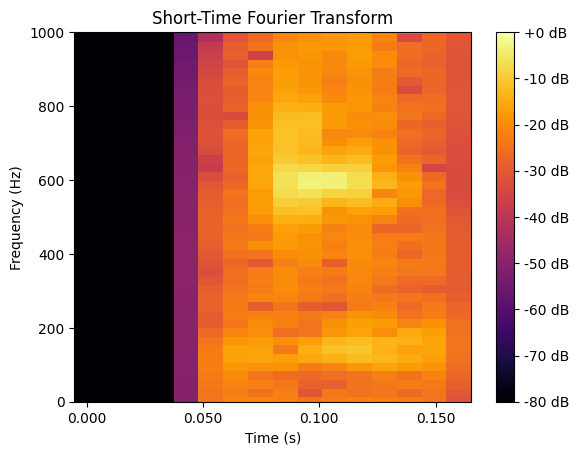 Short-Time Fourier Transform
1000
800
600
400
200
0
Frequency (Hz)
0.000
0.050
0.100
0.150
Time (s)
+0 dB
-10 dB
-20 dB
-30 dB
-40 dB
-50 dB
-60 dB
-70 dB
-80 dB